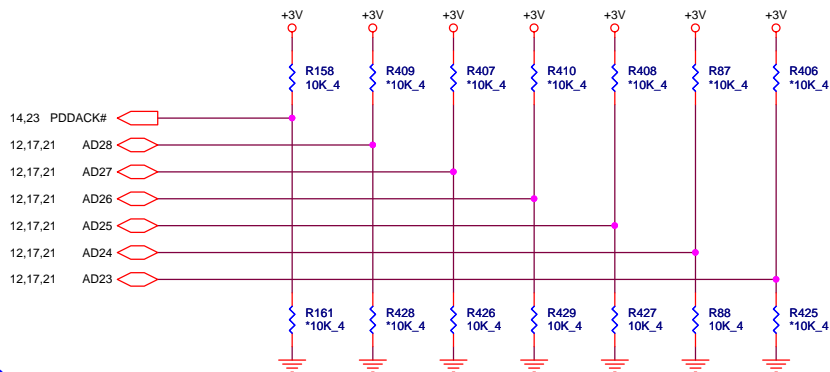 +3V +3V +3V +3V +3V +3V +3V
R158 R409 R407 R410 R408 R87 R406
10K_4 *10K_4 *10K_4 *10K_4 *10K_4 *10K_4 *10K_4
14,23 PDDACK#
12,17,21 AD28
12,17,21 AD27
12,17,21 AD26
12,17,21 AD25
12,17,21 AD24
12,17,21 AD23
R161 R428 R426 R429 R427 R88 R425
*10K_4 *10K_4 10K_4 10K_4 10K_4 10K_4 *10K_4